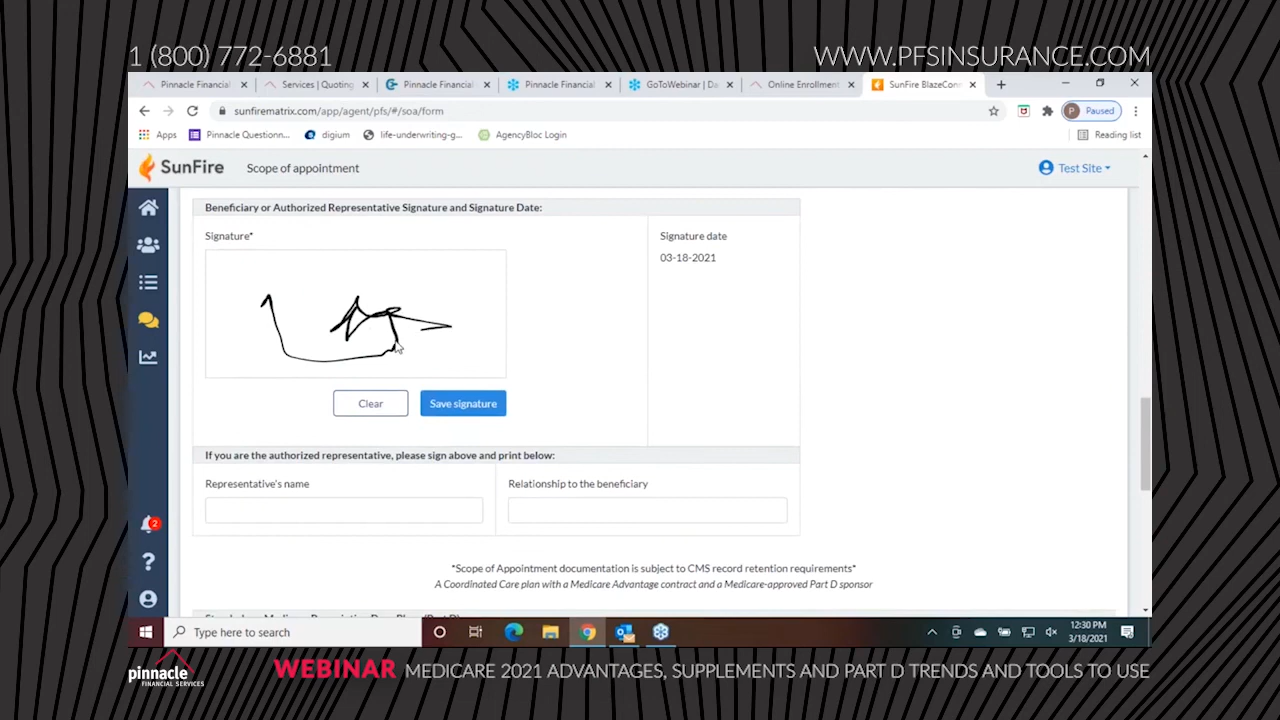 1 (800) 772-6881
WWW.PFSINSURANCE.COM
Pinnacle Financial
Services | Quoting
Pinnacle Financial
Pinnacle Financial
GoToWebinar | Da
Online Enrollment
SunFire BlazeConn
sunfirematrix.com/app/agent/pfs/#/soa/form
Paused
Apps
Pinnacle Questionn...
digium
life-underwriting-g...
AgencyBloc Login
Reading list
SunFire
Scope of appointment
Test Site
Beneficiary or Authorized Representative Signature and Signature Date:
Signature*
Signature date
03-18-2021
Clear
Save signature
If you are the authorized representative, please sign above and print below:
Representative's name
Relationship to the beneficiary
2
*Scope of Appointment documentation is subject to CMS record retention requirements*
A Coordinated Care plan with a Medicare Advantage contract and a Medicare-approved Part D sponsor
Type here to search
12:30 PM
3/18/2021
pinnacle
FINANCIAL SERVICES
WEBINAR MEDICARE 2021 ADVANTAGES, SUPPLEMENTS AND PART D TRENDS AND TOOLS TO USE